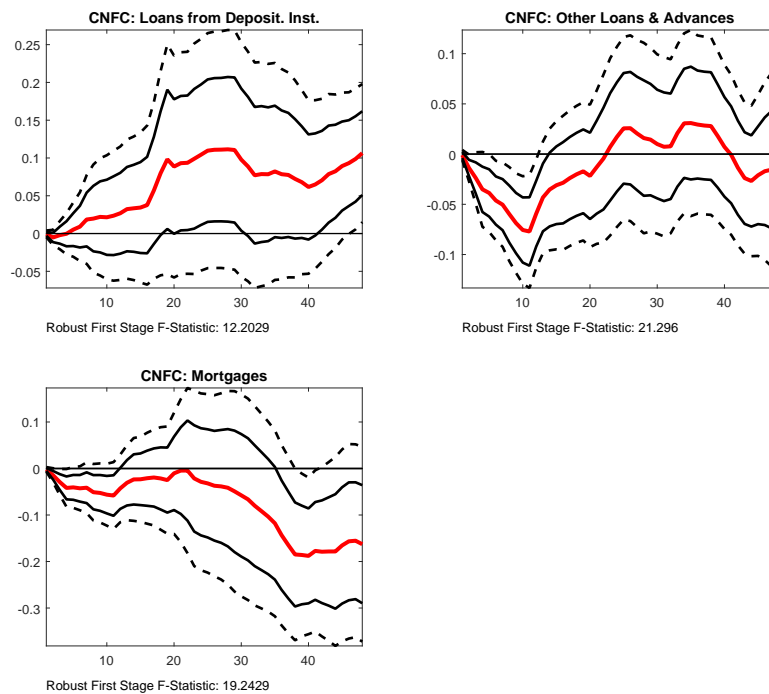 CNFC: Loans from Deposit. Inst.
0.25
0.2
0.15
0.1
0.05
0
-0.05
10 20 30 40
Robust First Stage F-Statistic: 12.2029
CNFC: Other Loans & Advances
0.1
0.05
0
-0.05
-0.1
10 20 30 40
Robust First Stage F-Statistic: 21.296
CNFC: Mortgages
0.1
0
-0.1
-0.2
-0.3
10 20 30 40
Robust First Stage F-Statistic: 19.2429